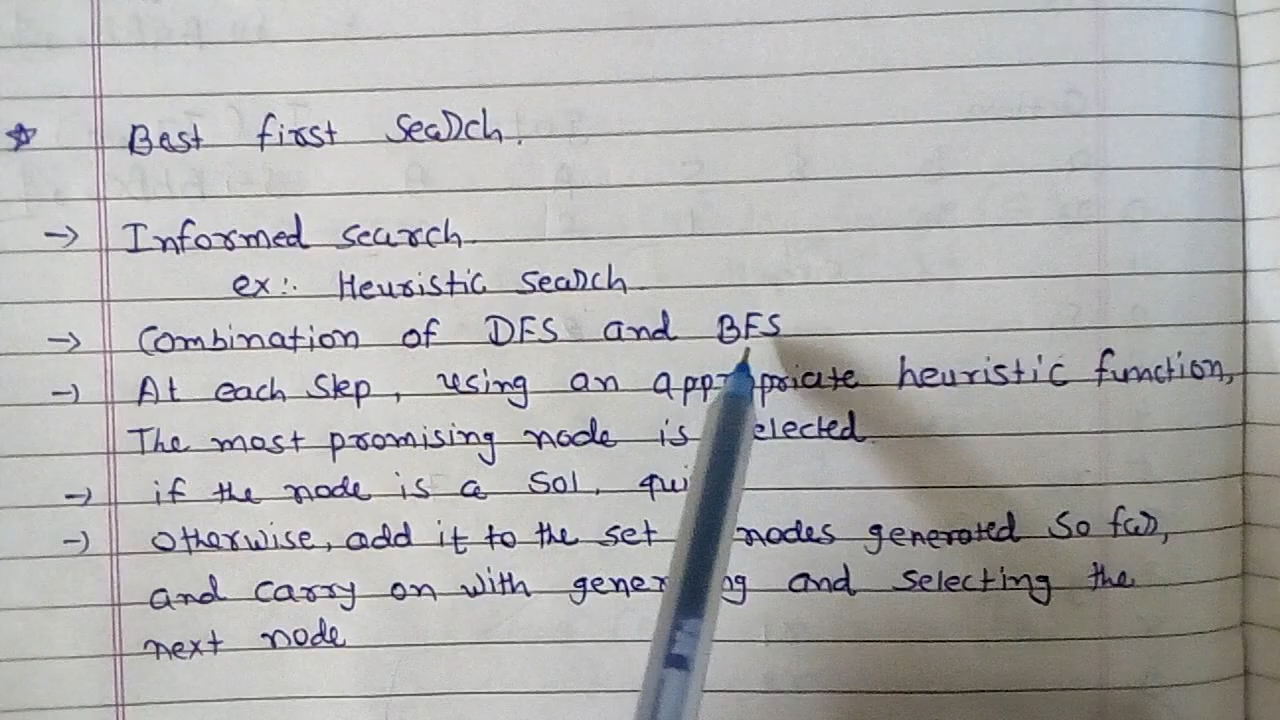 ☆ Best first search.
→ Informed search
ex:. Heuristic search
→ Combination of DFS and BFS
→ At each step, using an appropriate heuristic function,
The most promising node is selected
→ if the node is a sol,
→ otherwise, add it to the set nodes generated so far,
and carry on with generating and selecting the
next node